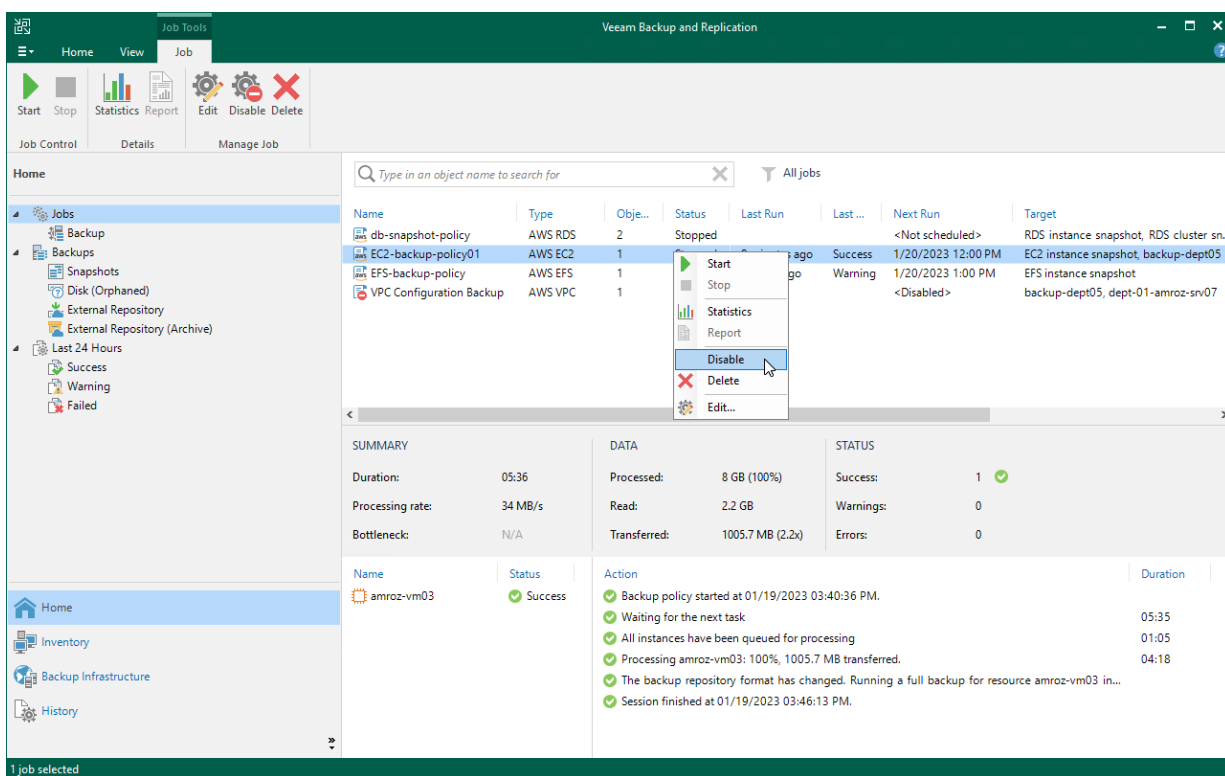 Job Tools
Veeam Backup and Replication
Home View Job
Start Stop Statistics Report Edit Disable Delete
Job Control Details Manage Job
Home
Type in an object name to search for
All jobs
Jobs
Backup
Backups
Snapshots
Disk (Orphaned)
External Repository
External Repository (Archive)
Last 24 Hours
Success
Warning
Failed
Name Type Obje... Status Last Run Last ... Next Run Target
db-snapshot-policy AWS RDS 2 Stopped <Not scheduled> RDS instance snapshot, RDS cluster sn.
EC2-backup-policy01 AWS EC2 1 ago Success 1/20/2023 12:00 PM EC2 instance snapshot, backup-dept05
EFS-backup-policy AWS EFS 1 go Warning 1/20/2023 1:00 PM EFS instance snapshot
VPC Configuration Backup AWS VPC 1 <Disabled> backup-dept05, dept-01-amroz-srv07
Start
Stop
Statistics
Report
Disable
Delete
Edit...
SUMMARY DATA STATUS
Duration: 05:36 Processed: 8 GB (100%) Success: 1
Processing rate: 34 MB/s Read: 2.2 GB Warnings: 0
Bottleneck: N/A Transferred: 1005.7 MB (2.2x) Errors: 0
Name Status Action Duration
amroz-vm03 Success Backup policy started at 01/19/2023 03:40:36 PM.
Waiting for the next task 05:35
All instances have been queued for processing 01:05
Processing amroz-vm03: 100%, 1005.7 MB transferred. 04:18
The backup repository format has changed. Running a full backup for resource amroz-vm03 in...
Session finished at 01/19/2023 03:46:13 PM.
Home
Inventory
Backup Infrastructure
History
1 job selected